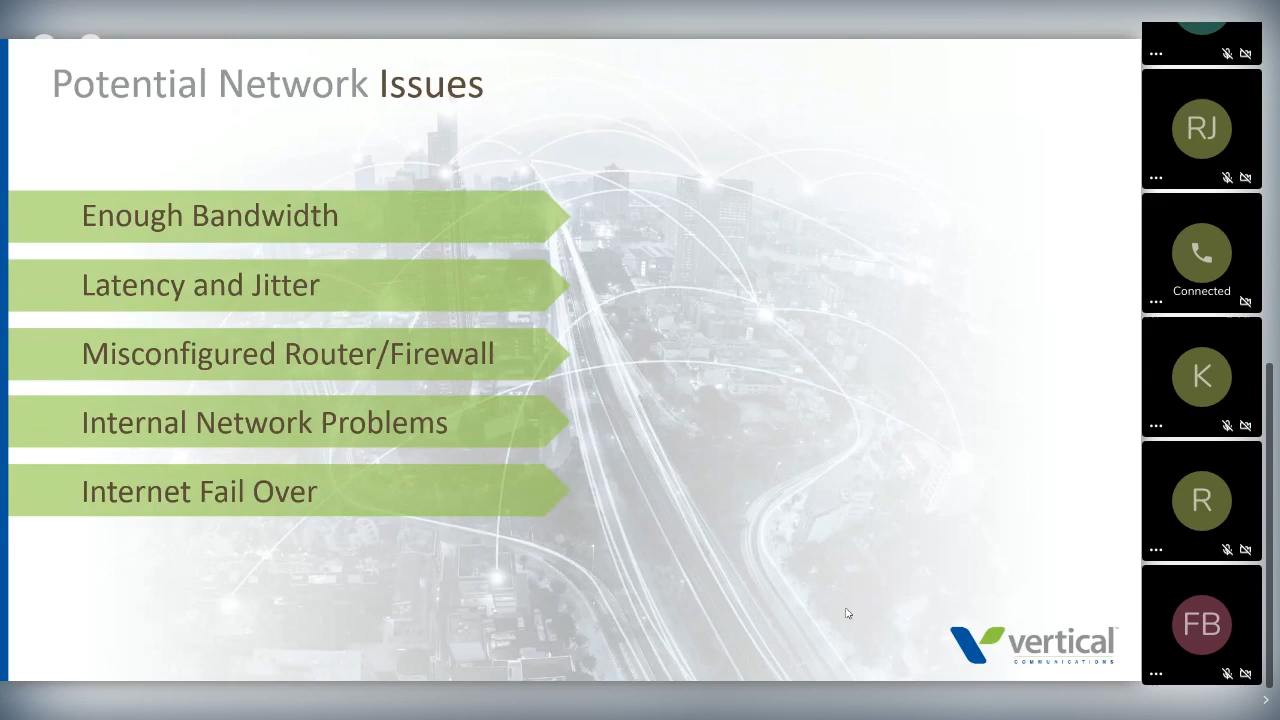 Potential Network Issues
Enough Bandwidth
Latency and Jitter
Misconfigured Router/Firewall
Internal Network Problems
Internet Fail Over
vertical
COMMUNICATIONS
RJ
Connected
K
R
FB